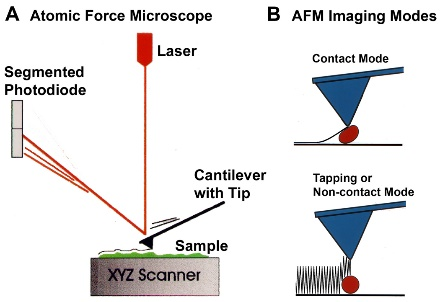 A Atomic Force Microscope
Laser
Segmented
Photodiode
Cantilever
with Tip
Sample
XYZ Scanner
B AFM Imaging Modes
Contact Mode
Tapping or
Non-contact Mode